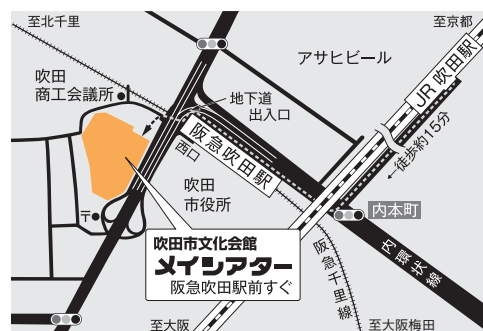 至北千里
至京都
アサヒビール
JR吹田駅
吹田
商工会議所
地下道
出入口
徒歩約15分
阪急吹田駅
西口
吹田
市役所
〒
内本町
吹田市文化会館
メイシアター
阪急吹田駅前すぐ
内環状線
阪急千里線
至大阪
至大阪梅田